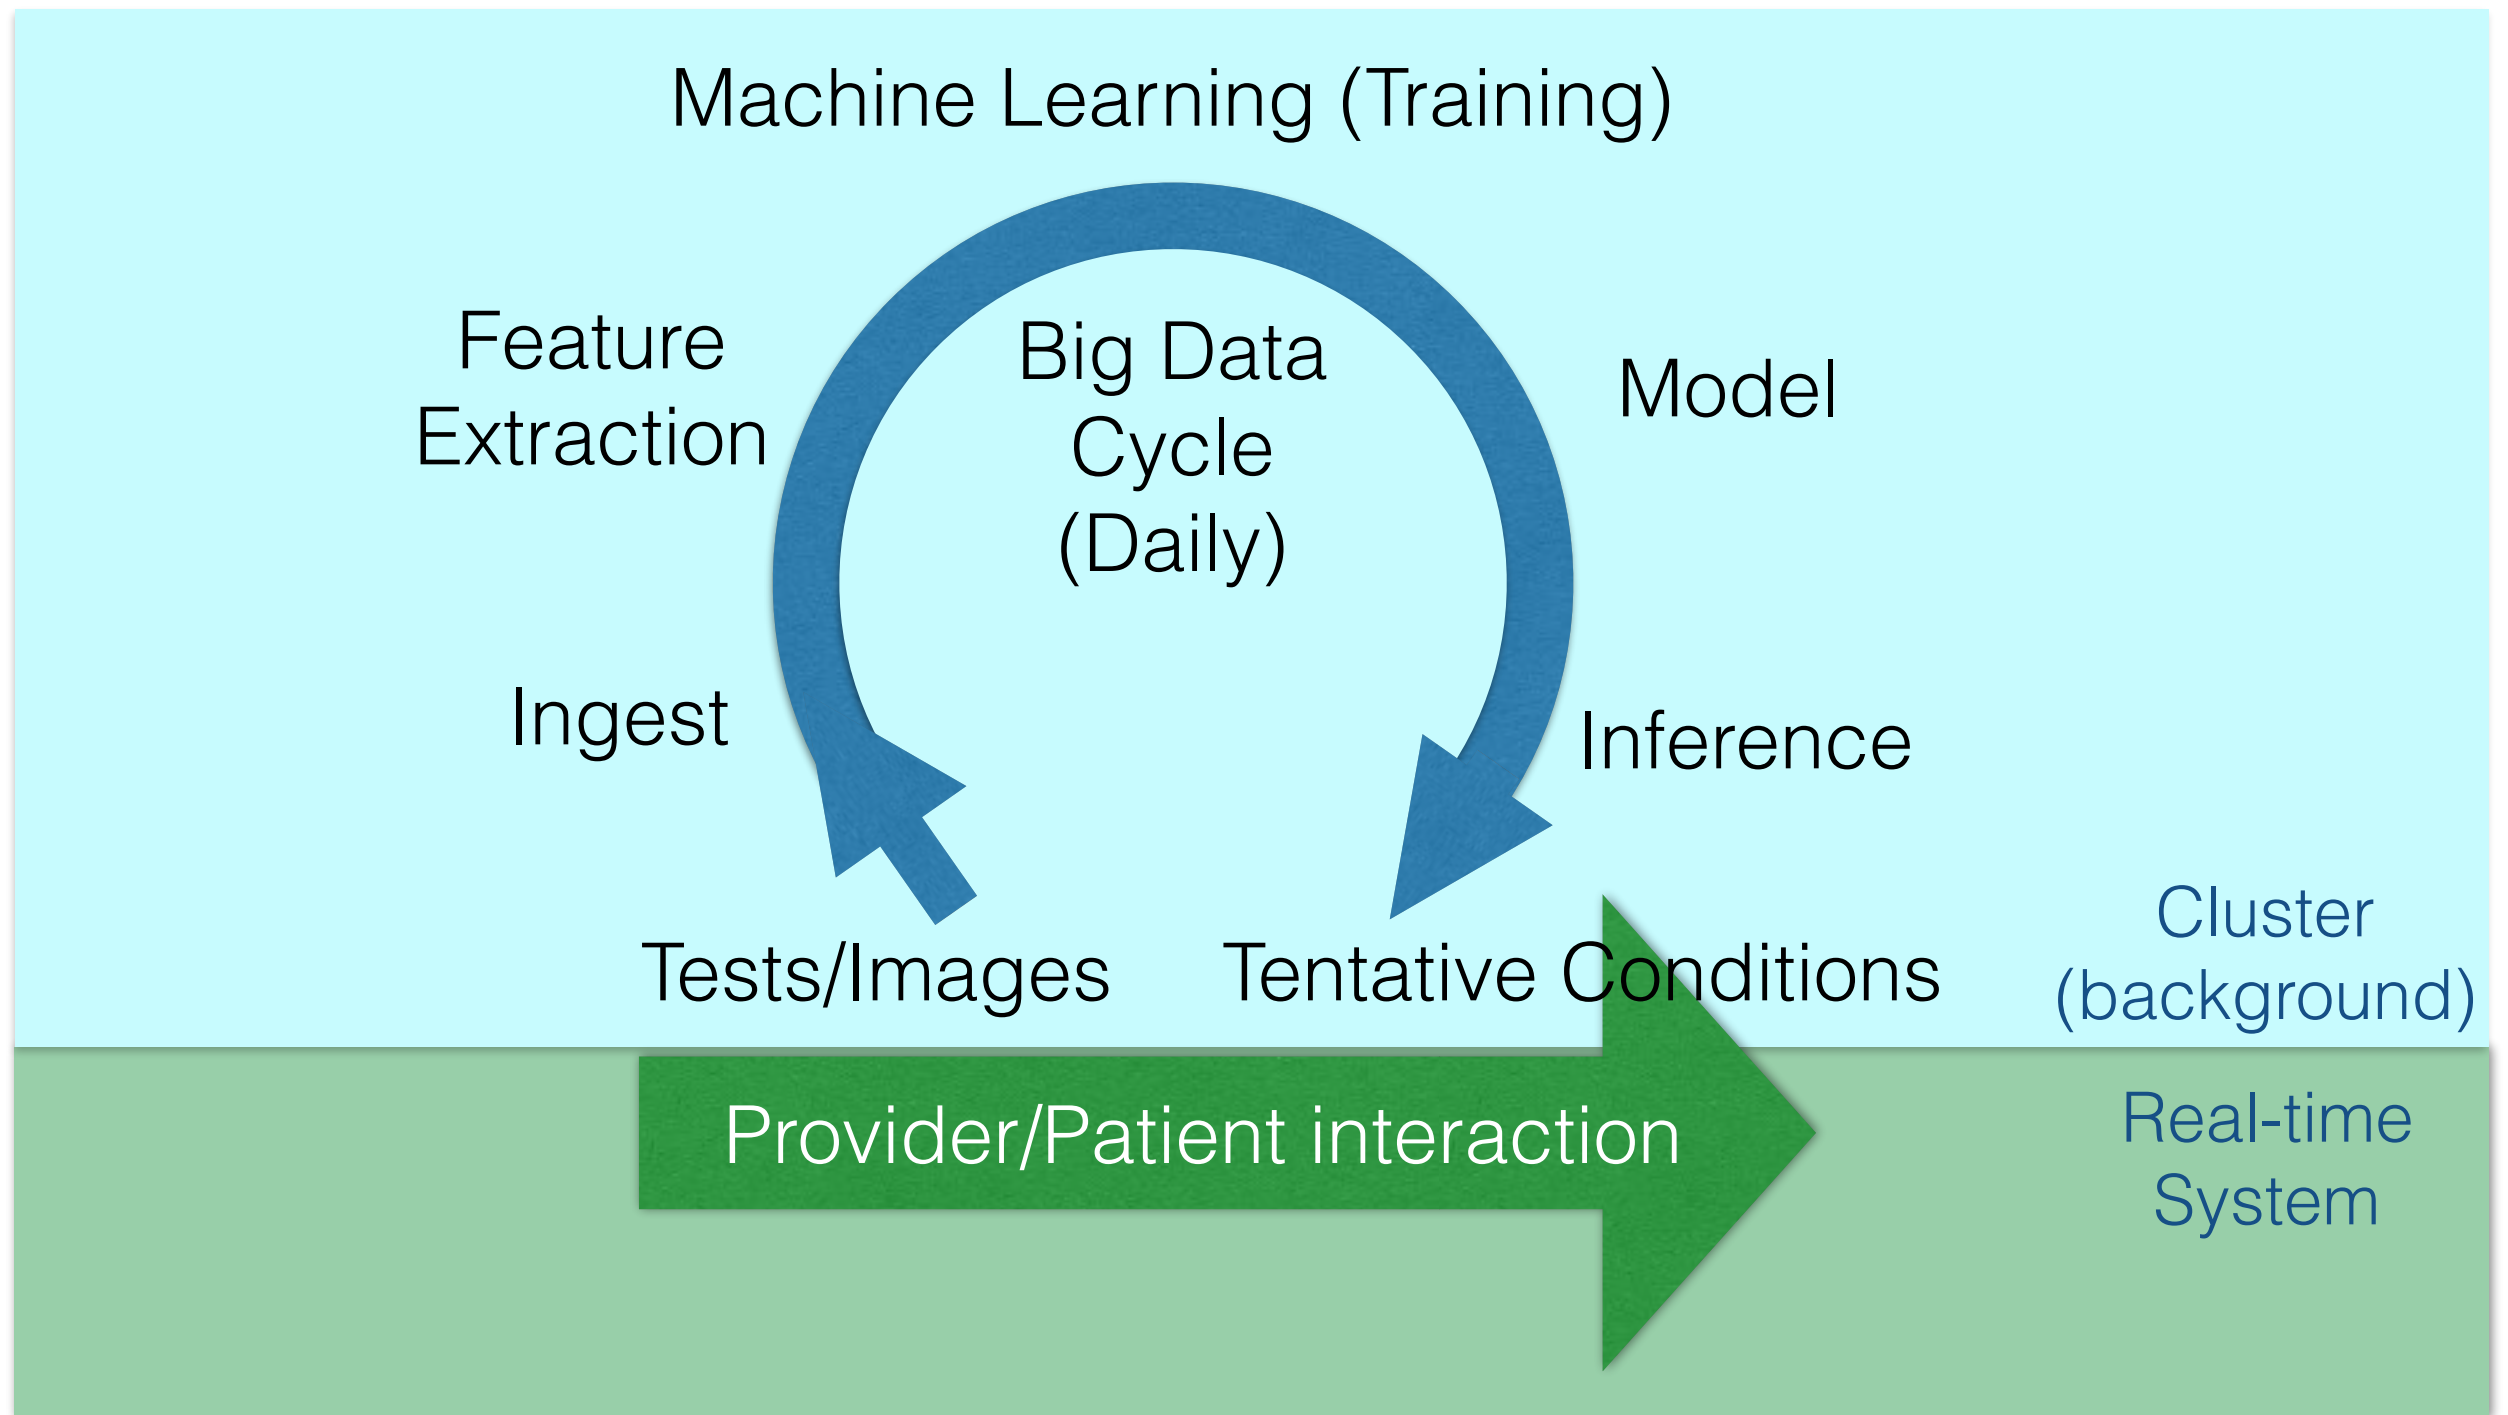 Machine Learning (Training)
Feature
Extraction
Big Data
Cycle
(Daily)
Model
Ingest
Inference
Tests/Images
Tentative Conditions
Cluster
(background)
Provider/Patient interaction
Real-time
System